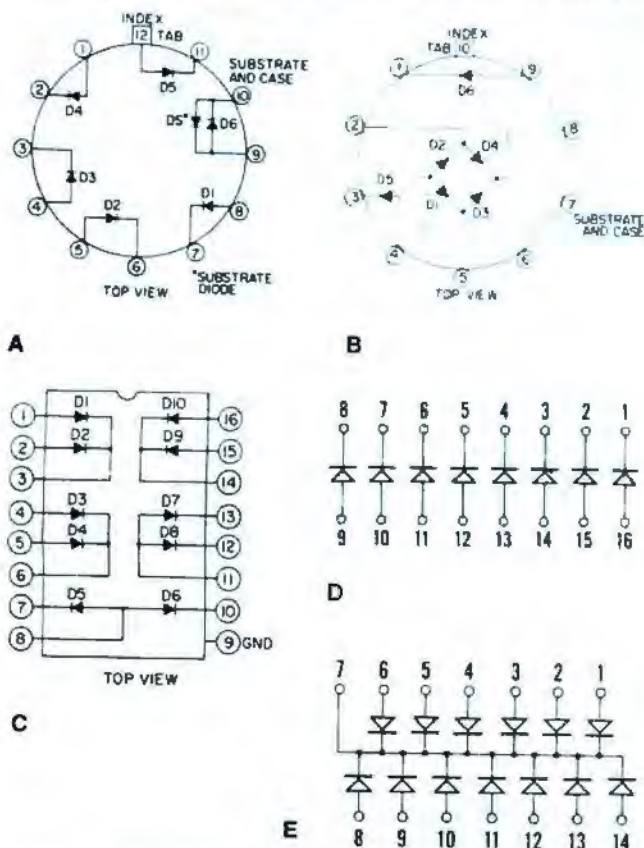 INDEX
12 TAB
1
11
SUBSTRATE
AND CASE
D5
2
D4
10
DS*
D6
3
9
D3
D2
D1
4
8
5
6
7
TOP VIEW
*SUBSTRATE
DIODE
A
INDEX
TAB 10
1
9
D6
2
8
D2
D4
3
D5
D1
D3
7
SUBSTRATE
AND CASE
4
5
6
TOP VIEW
B
1
D1
D10
16
2
D2
D9
15
3
14
4
D3
D7
13
5
D4
D8
12
6
11
7
D5
D6
10
8
9 GND
TOP VIEW
C
8 7 6 5 4 3 2 1
9 10 11 12 13 14 15 16
D
7 6 5 4 3 2 1
8 9 10 11 12 13 14
E